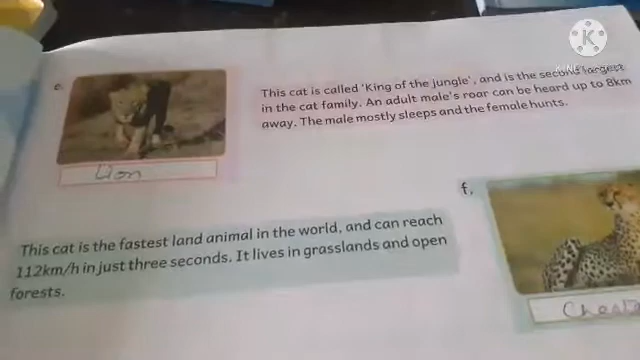 K
e.
This cat is called 'King of the jungle', and is the second largest
in the cat family. An adult male's roar can be heard up to 8km
away. The male mostly sleeps and the female hunts.
Lion
f,
This cat is the fastest land animal in the world, and can reach
112km/h in just three seconds. It lives in grasslands and open
forests.